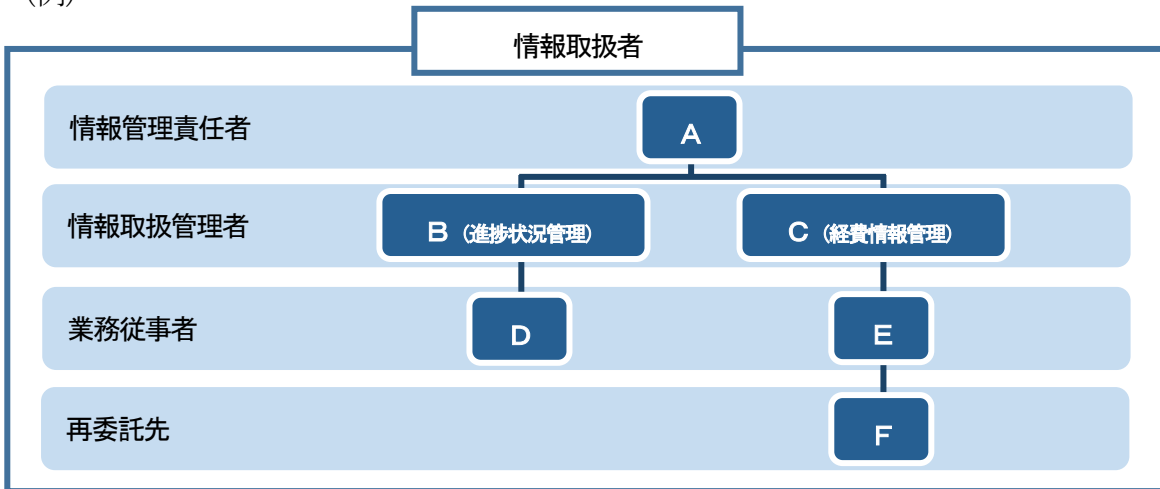 （例）
情報取扱者
情報管理責任者
A
情報取扱管理者
B（進捗状況管理）
C（経費情報管理）
業務従事者
D
E
再委託先
F